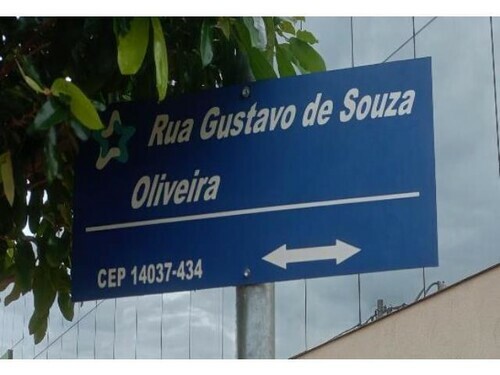 Rua Gustavo de Souza
Oliveira
CEP 14037-434